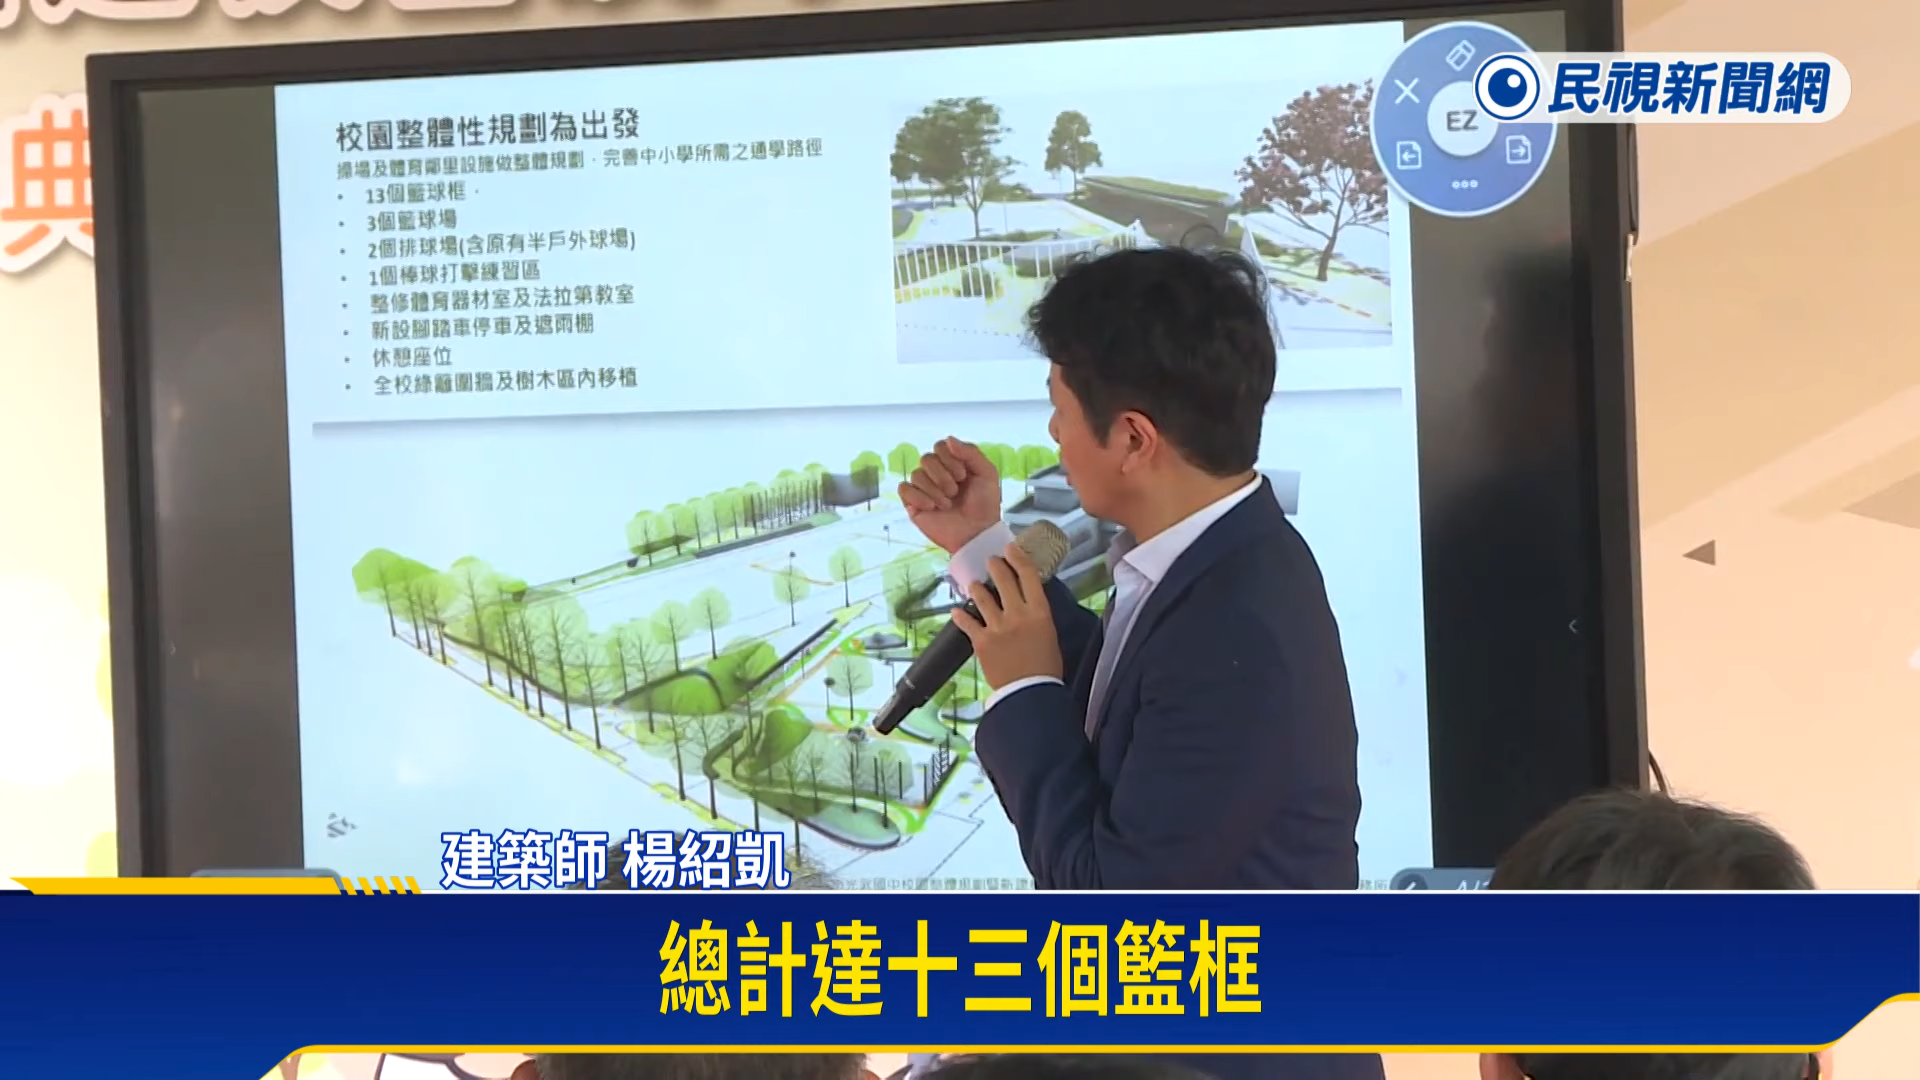 典
民視新聞網
EZ
校園整體性規劃為出發
操場及體育鄰里設施做整體規劃，完善中小學所需之通學路徑
• 13個籃球框，
• 3個籃球場
• 2個排球場(含原有半戶外球場)
• 1個棒球打擊練習區
• 整修體育器材室及法拉第教室
• 新設腳踏車停車及遮雨棚
• 休憩座位
• 全校綠籬圍牆及樹木區內移植
建築師 楊紹凱
總計達十三個籃框